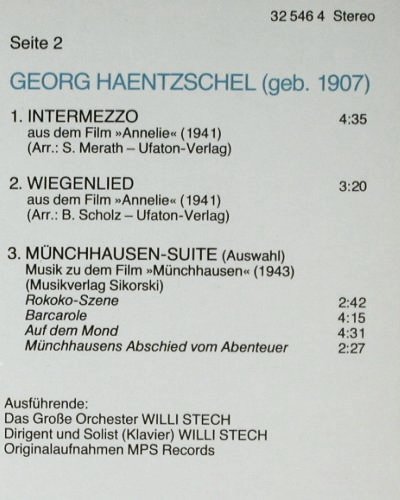 32 546 4 Stereo
Seite 2
GEORG HAENTZSCHEL (geb. 1907)
1. INTERMEZZO 4:35
aus dem Film »Annelie« (1941)
(Arr.: S. Merath – Ufaton-Verlag)
2. WIEGENLIED 3:20
aus dem Film »Annelie« (1941)
(Arr.: B. Scholz – Ufaton-Verlag)
3. MÜNCHHAUSEN-SUITE (Auswahl)
Musik zu dem Film »Münchhausen« (1943)
(Musikverlag Sikorski)
Rokoko-Szene 2:42
Barcarole 4:15
Auf dem Mond 4:31
Münchhausens Abschied vom Abenteuer 2:27
Ausführende:
Das Große Orchester WILLI STECH
Dirigent und Solist (Klavier) WILLI STECH
Originalaufnahmen MPS Records